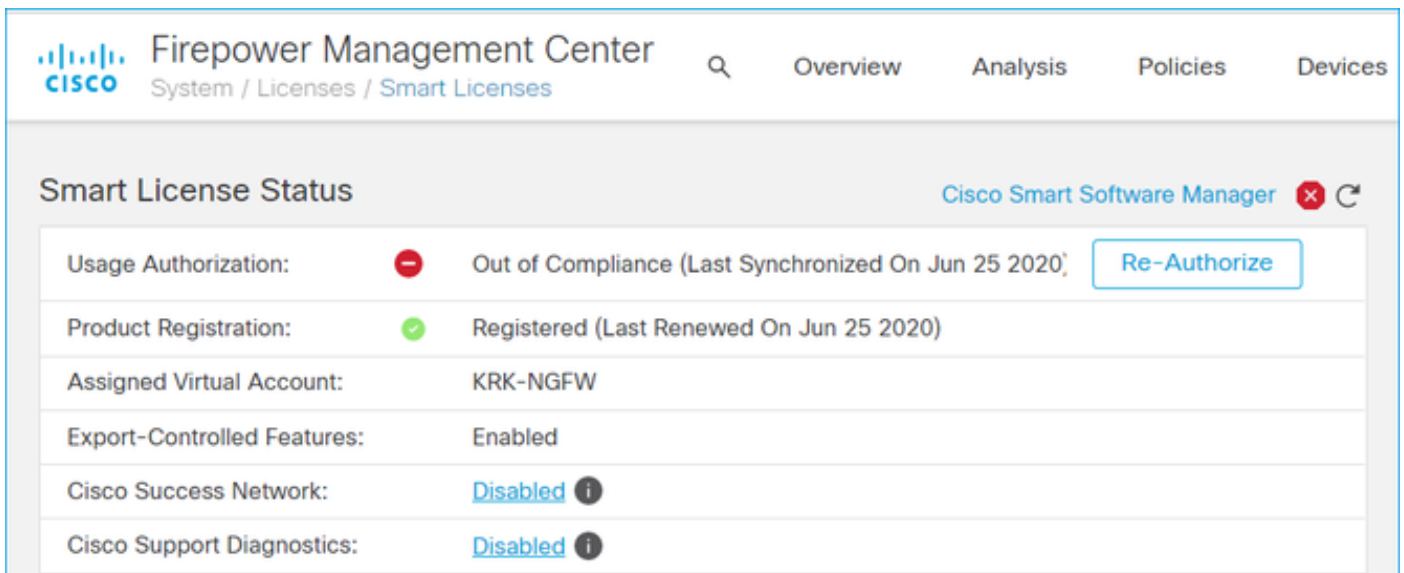 Firepower Management Center
CISCO
System / Licenses / Smart Licenses
Overview
Analysis
Policies
Devices
Smart License Status
Cisco Smart Software Manager
Usage Authorization:
Out of Compliance (Last Synchronized On Jun 25 2020)
Re-Authorize
Product Registration:
Registered (Last Renewed On Jun 25 2020)
Assigned Virtual Account:
KRK-NGFW
Export-Controlled Features:
Enabled
Cisco Success Network:
Disabled
Cisco Support Diagnostics:
Disabled